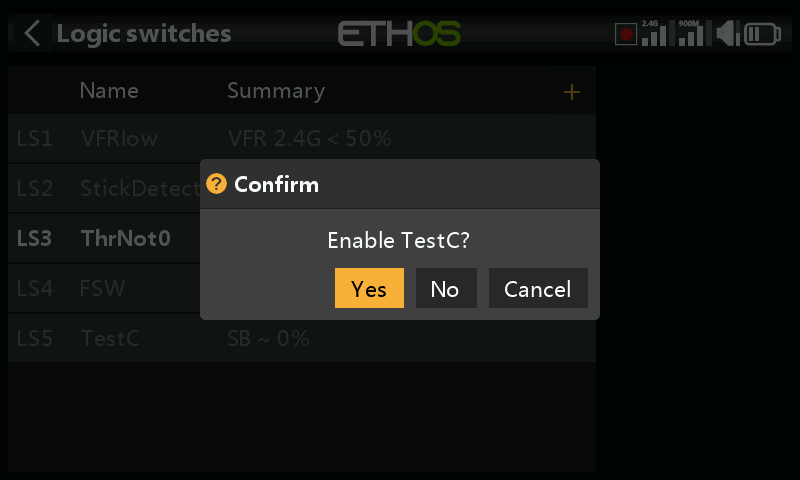 Logic switches
ETHOS
2.4G
900M
Name Summary +
LS1 VFRlow VFR 2.4G < 50%
LS2 StickDetect
LS3 ThrNot0
LS4 FSW
LS5 TestC SB ~ 0%
? Confirm
Enable TestC?
Yes No Cancel